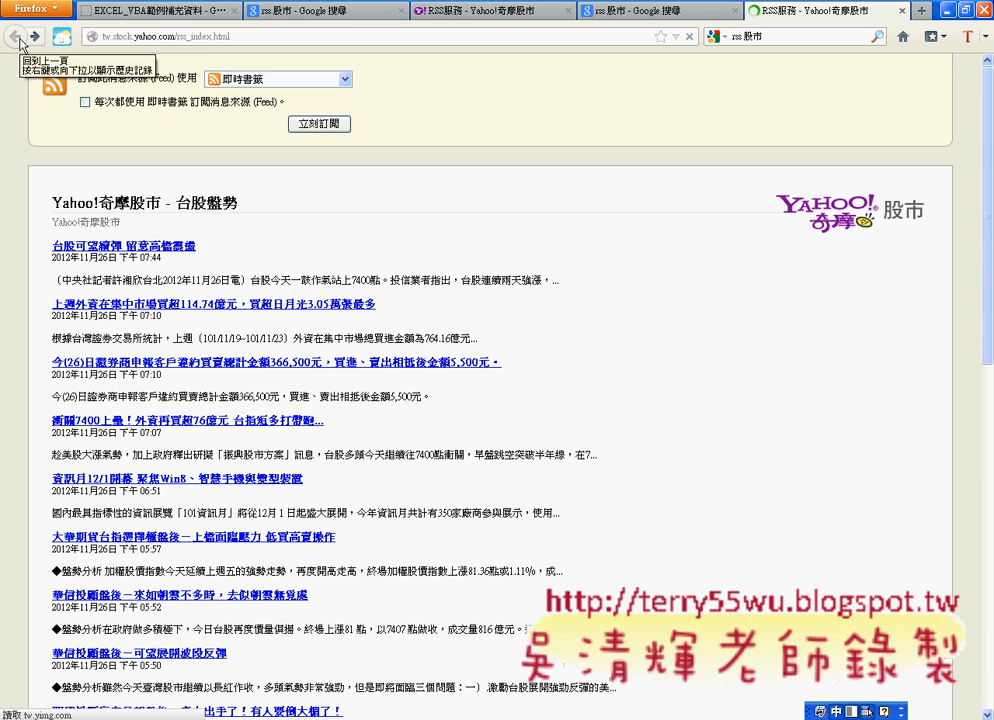 Firefox
EXCEL_VBA範例補充資料 - G…
rss 股市 - Google 搜尋
RSS服務 - Yahoo!奇摩股市
rss 股市 - Google 搜尋
RSS服務 - Yahoo!奇摩股市
tw.stock.yahoo.com/rss_index.html
rss 股市
回到上一頁
按右鍵或向下拉以顯示歷史記錄
訂閱此消息來源 (Feed) 使用
即時書籤
每次都使用 即時書籤 訂閱消息來源 (Feed)。
立刻訂閱
Yahoo!奇摩股市 - 台股盤勢
Yahoo!奇摩股市
YAHOO!奇摩 股市
台股可望續彈 留意高檔震盪
2012年11月26日 下午 07:44
〔中央社記者許湘欣台北2012年11月26日電〕台股今天一鼓作氣站上7400點。投信業者指出，台股連續兩天強漲，...
上週外資在集中市場買超114.74億元，買超日月光3.05萬張最多
2012年11月26日 下午 07:10
根據台灣證券交易所統計，上週〔101/11/19~101/11/23〕外資在集中市場總買進金額為764.16億元...
今(26)日證券商申報客戶違約買賣總計金額366,500元，買進、賣出相抵後金額5,500元。
2012年11月26日 下午 07:10
今(26)日證券商申報客戶違約買賣總計金額366,500元，買進、賣出相抵後金額5,500元。
衝關7400上壘！外資再買超76億元 台指短多打帶跑...
2012年11月26日 下午 07:07
趁美股大漲氣勢，加上政府釋出研擬「振興股市方案」訊息，台股多頭今天繼續往7400點衝關，早盤跳空突破半年線，在7...
資訊月12/1開幕 聚焦Win8、智慧手機與變型裝置
2012年11月26日 下午 06:51
國內最具指標性的資訊展覽「101資訊月」將從12月 1 日起盛大展開，今年資訊月共計有350家廠商參與展示，使用...
大華期貨台指選擇權盤後－上檔面臨壓力 低買高賣操作
2012年11月26日 下午 05:57
◆盤勢分析 加權股價指數今天延續上週五的強勢走勢，再度開高走高，終場加權股價指數上漲81.36點或1.11%，成...
華信投顧盤後－來如朝雲不多時，去似朝雲無覓處
2012年11月26日 下午 05:52
◆盤勢分析在政府做多積極下，今日台股再度價量俱揚。終場上漲81 點，以7407 點做收，成交量816 億元。
華信投顧盤後－可望展開波段反彈
2012年11月26日 下午 05:50
◆盤勢分析雖然今天臺灣股市繼續以長紅作收，多頭氣勢非常強勁，但是即將面臨三個問題：一）.激勵台股展開強勁反彈的美...
出手了！有人要倒大楣了！
http://terry55wu.blogspot.tw
吳清輝老師錄製
讀取 tw.yimg.com
中